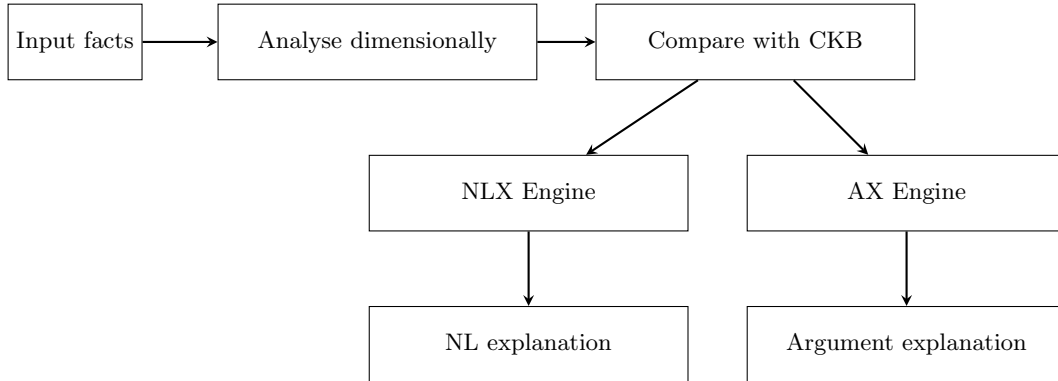 Input facts
Analyse dimensionally
Compare with CKB
NLX Engine
AX Engine
NL explanation
Argument explanation